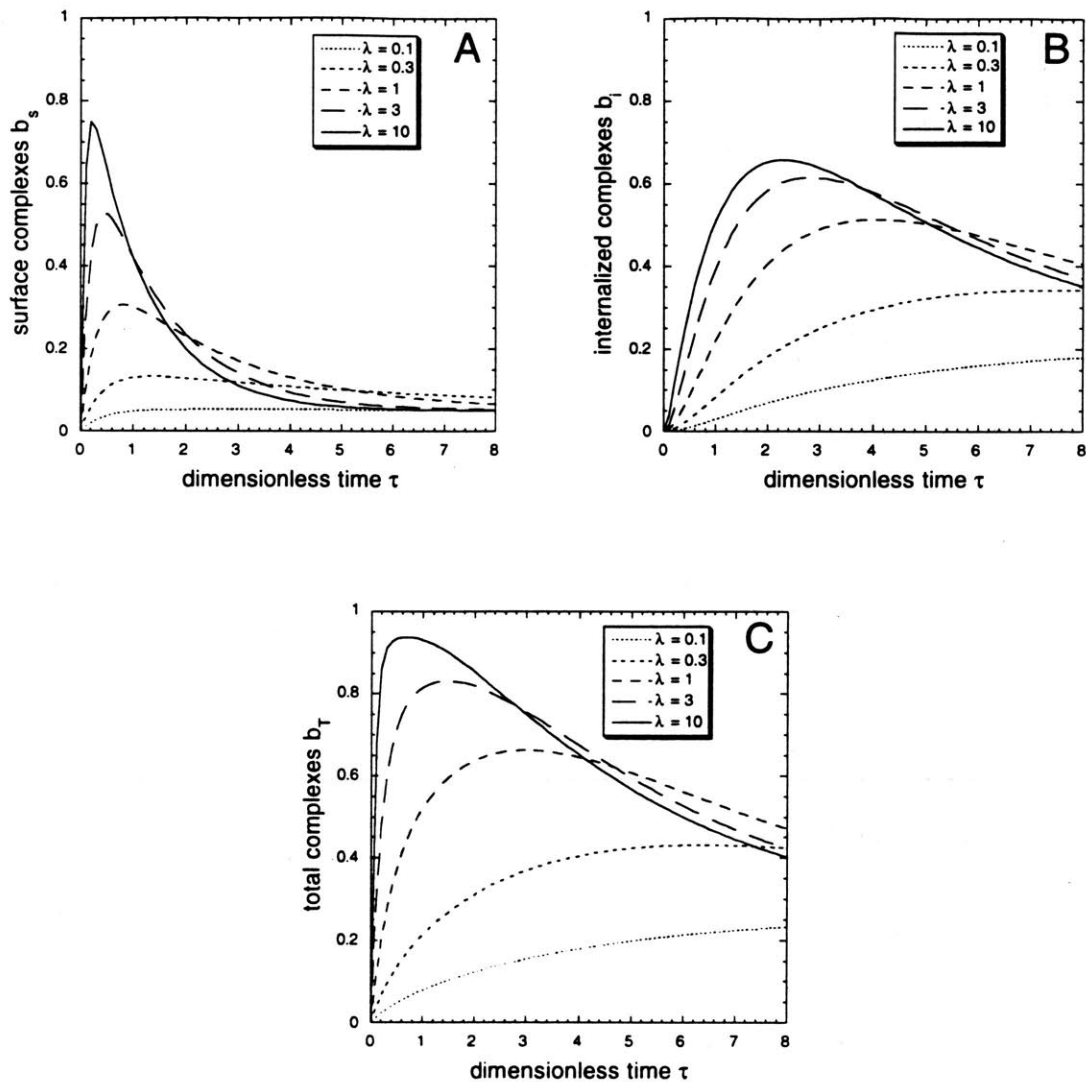 A
surface complexes b_s
1
0.8
0.6
0.4
0.2
0
λ = 0.1
λ = 0.3
λ = 1
λ = 3
λ = 10
0 1 2 3 4 5 6 7 8
dimensionless time τ
B
internalized complexes b_i
1
0.8
0.6
0.4
0.2
0
λ = 0.1
λ = 0.3
λ = 1
λ = 3
λ = 10
0 1 2 3 4 5 6 7 8
dimensionless time τ
C
total complexes b_T
1
0.8
0.6
0.4
0.2
0
λ = 0.1
λ = 0.3
λ = 1
λ = 3
λ = 10
0 1 2 3 4 5 6 7 8
dimensionless time τ